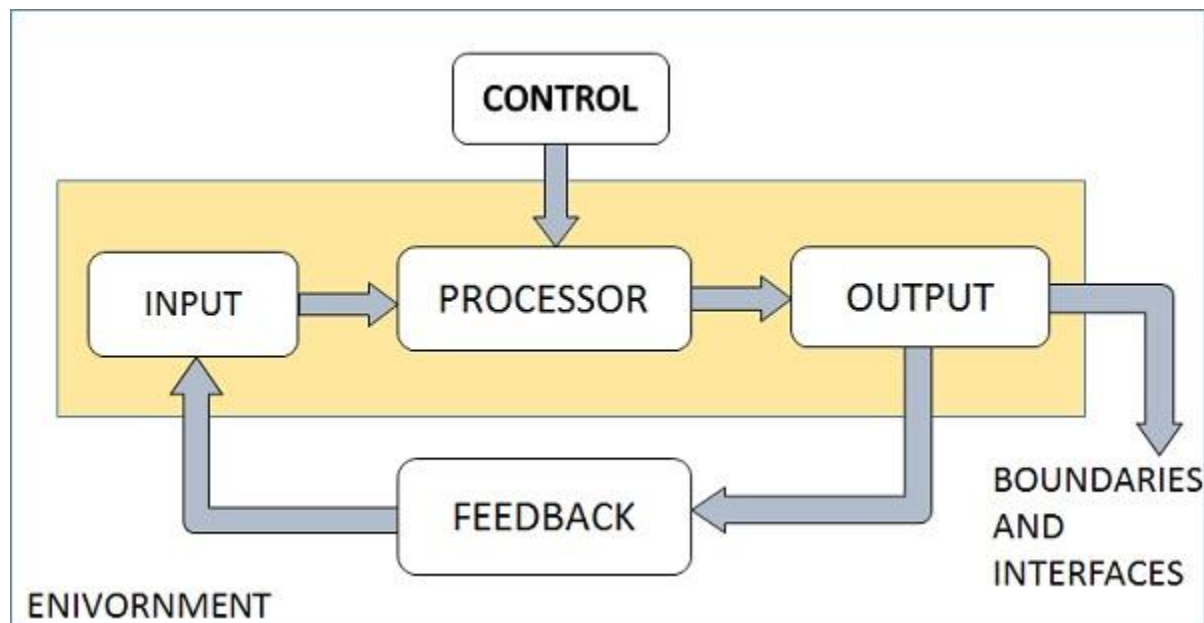 CONTROL
INPUT
PROCESSOR
OUTPUT
FEEDBACK
BOUNDARIES
AND
INTERFACES
ENIVORNMENT